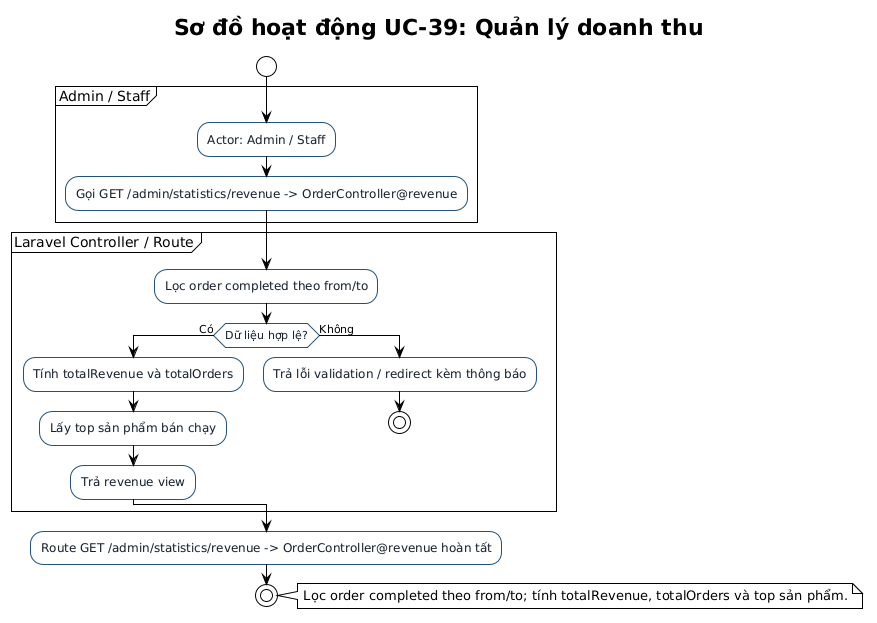 Sơ đồ hoạt động UC-39: Quản lý doanh thu
Admin / Staff
Actor: Admin / Staff
Gọi GET /admin/statistics/revenue -> OrderController@revenue
Laravel Controller / Route
Lọc order completed theo from/to
Có
Dữ liệu hợp lệ?
Không
Tính totalRevenue và totalOrders
Trả lỗi validation / redirect kèm thông báo
Lấy top sản phẩm bán chạy
Trả revenue view
Route GET /admin/statistics/revenue -> OrderController@revenue hoàn tất
Lọc order completed theo from/to; tính totalRevenue, totalOrders và top sản phẩm.